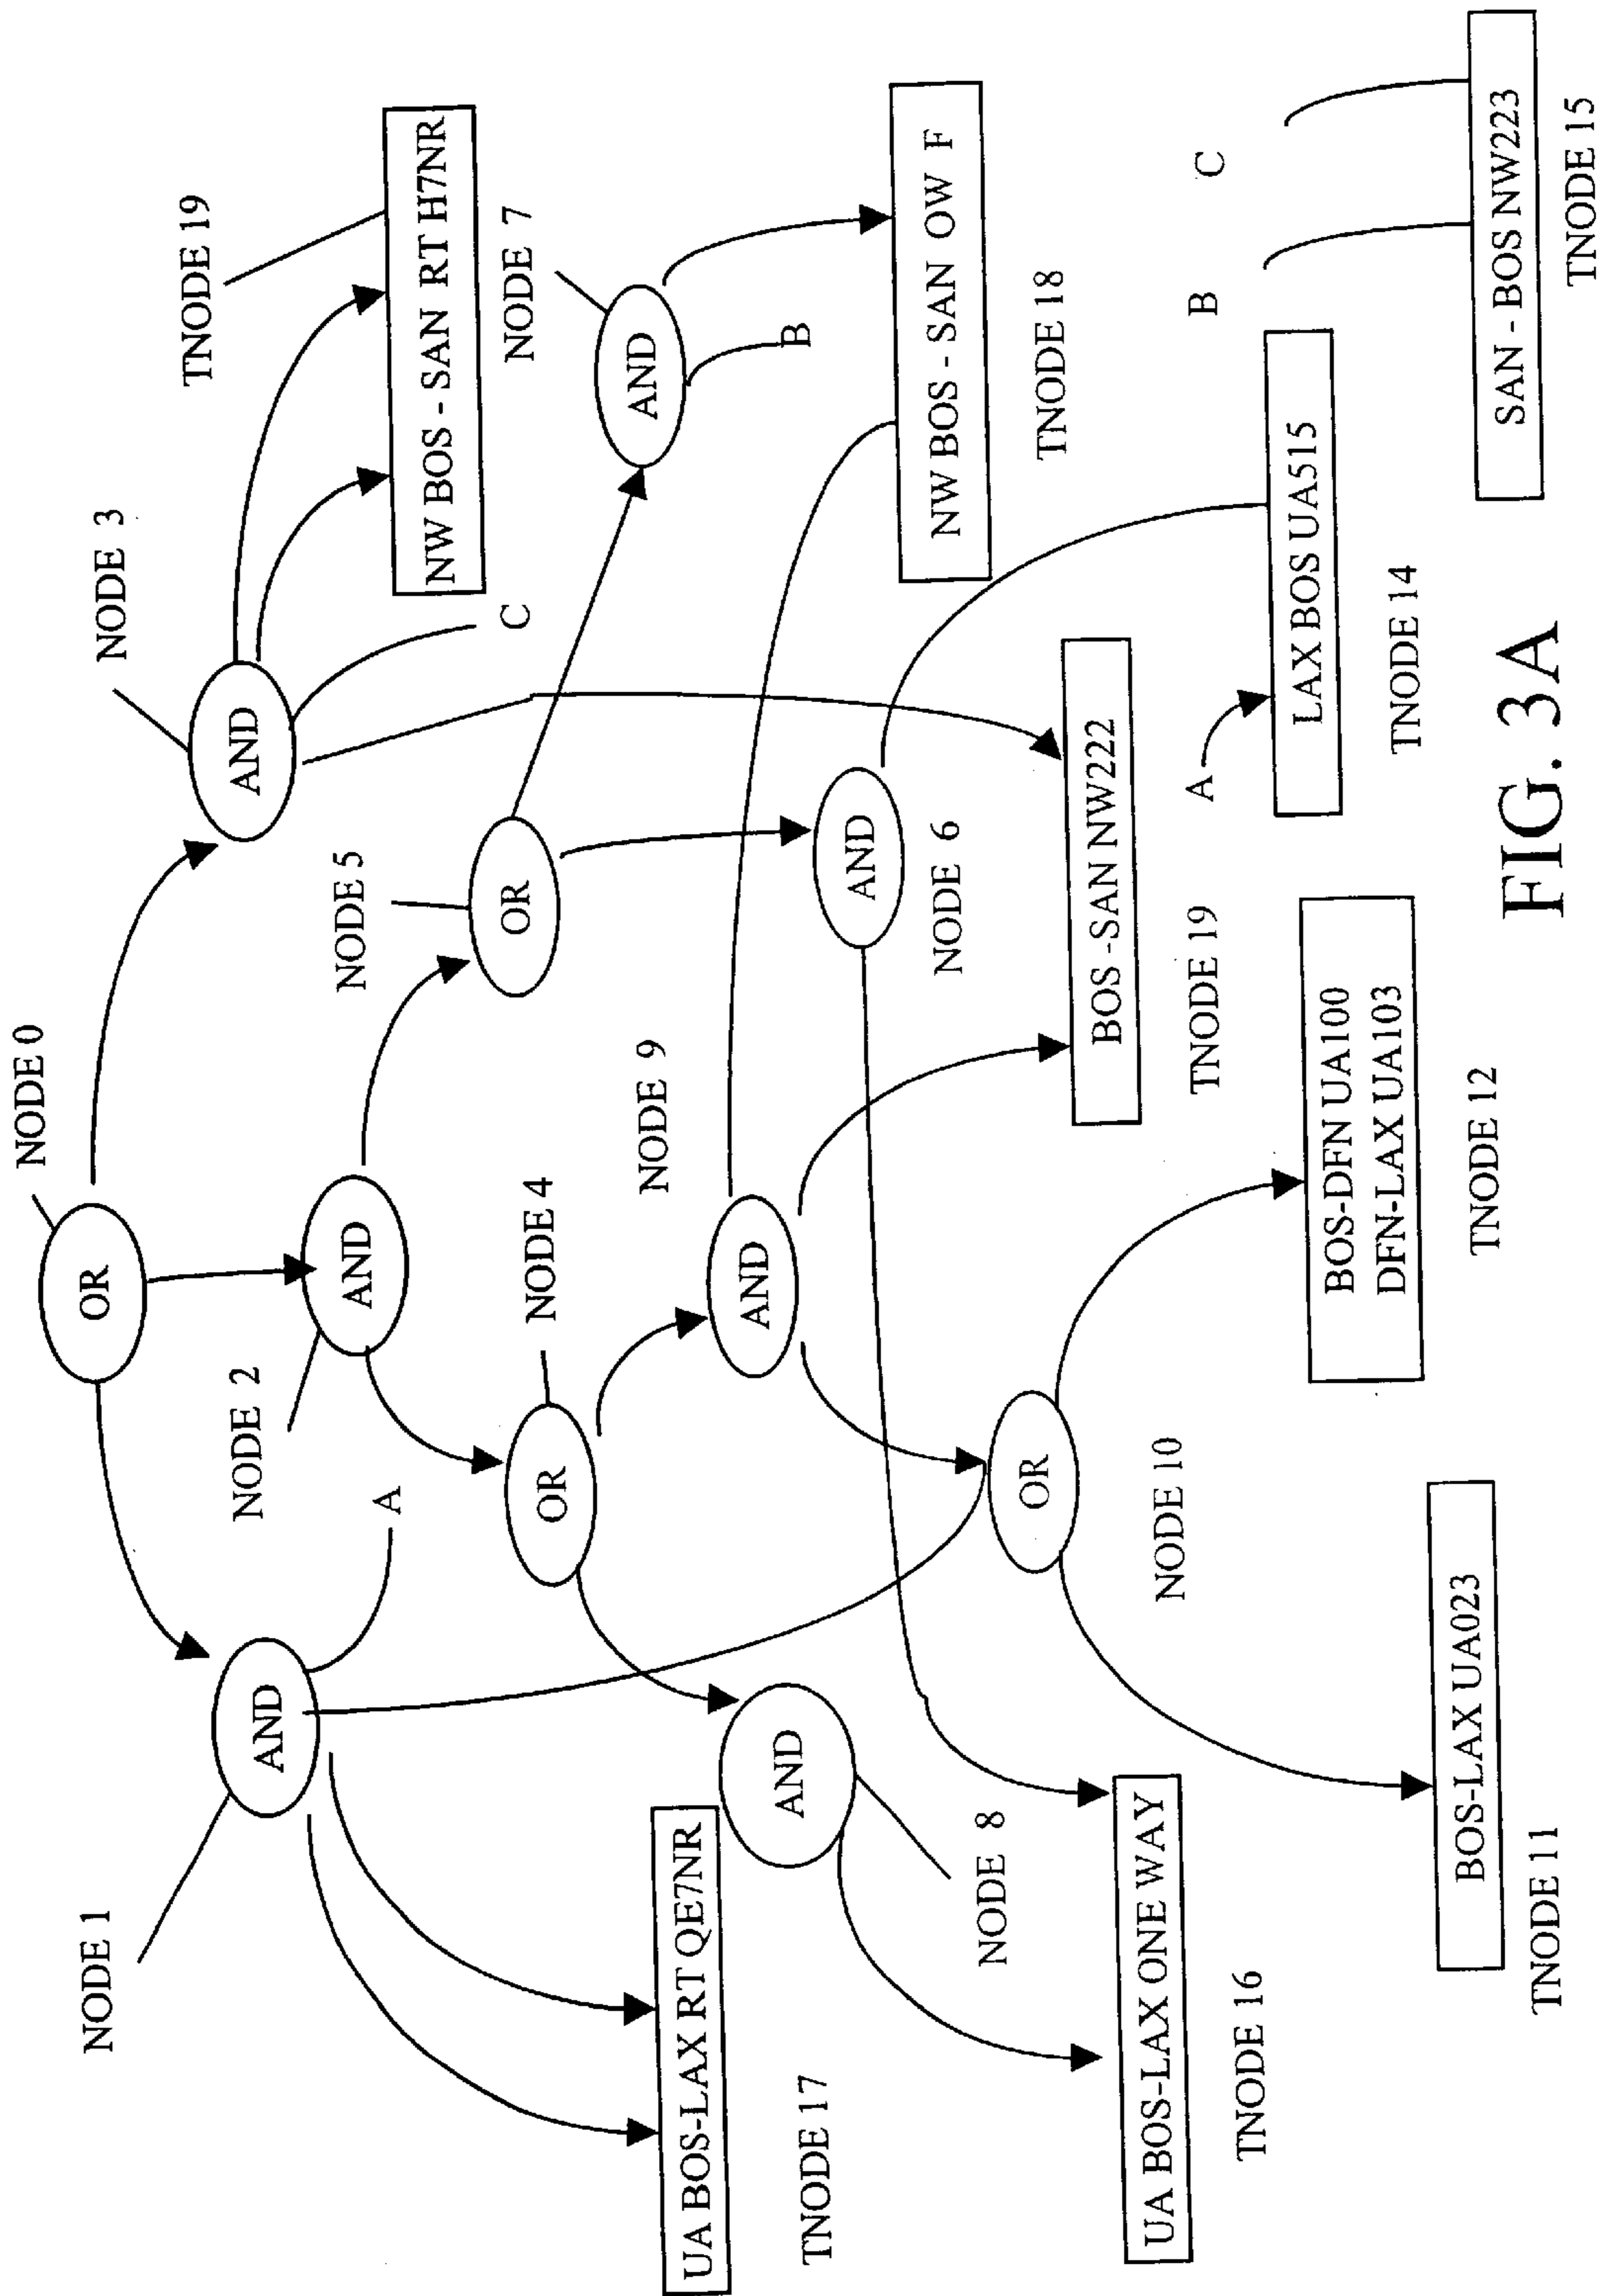 NODE 0
OR
NODE 1
AND
A
NODE 2
AND
NODE 3
AND
C
TNODE 19
NW BOS - SAN RT H7NR
NODE 5
OR
NODE 7
AND
B
NODE 4
OR
UA BOS-LAX RT QE7NR
TNODE 17
AND
NODE 8
NODE 9
AND
AND
NODE 6
NW BOS - SAN OW F
TNODE 18
UA BOS-LAX ONE WAY
TNODE 16
OR
NODE 10
BOS -SAN NW222
TNODE 19
A
LAX BOS UA515
TNODE 14
B
C
SAN - BOS NW223
TNODE 15
BOS-LAX UA023
TNODE 11
BOS-DFN UA100
DFN-LAX UA103
TNODE 12
FIG. 3A